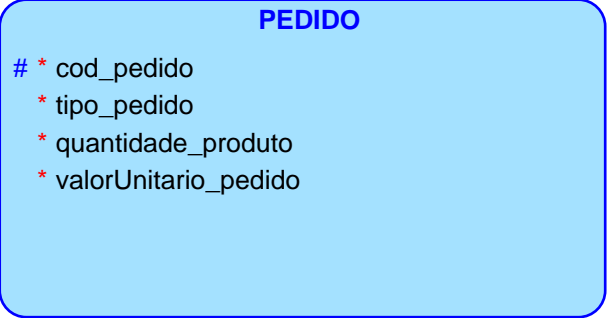 PEDIDO
# * cod_pedido
* tipo_pedido
* quantidade_produto
* valorUnitario_pedido